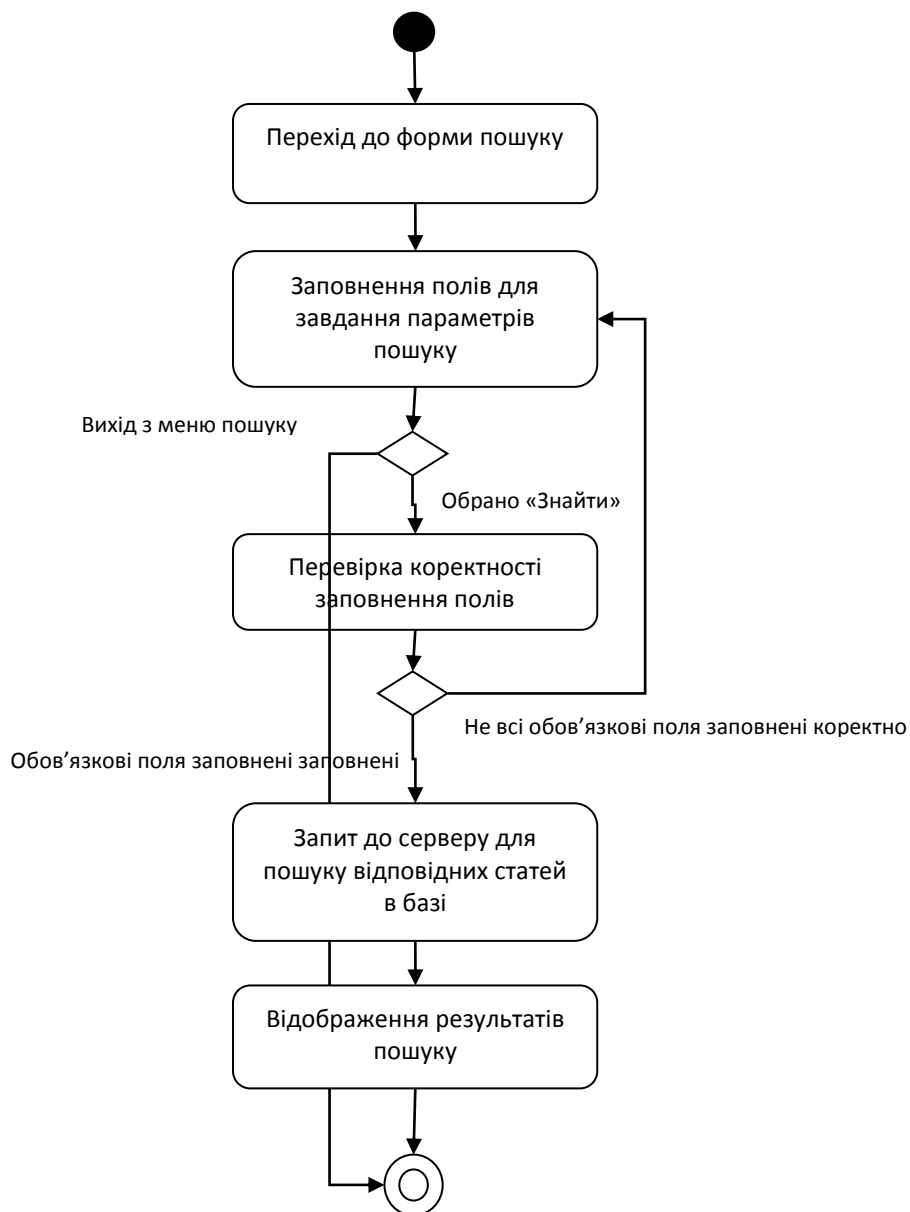 Перехід до форми пошуку
Заповнення полів для
завдання параметрів
пошуку
Вихід з меню пошуку
Обрано «Знайти»
Перевірка коректності
заповнення полів
Не всі обов’язкові поля заповнені коректно
Обов’язкові поля заповнені заповнені
Запит до серверу для
пошуку відповідних статей
в базі
Відображення результатів
пошуку